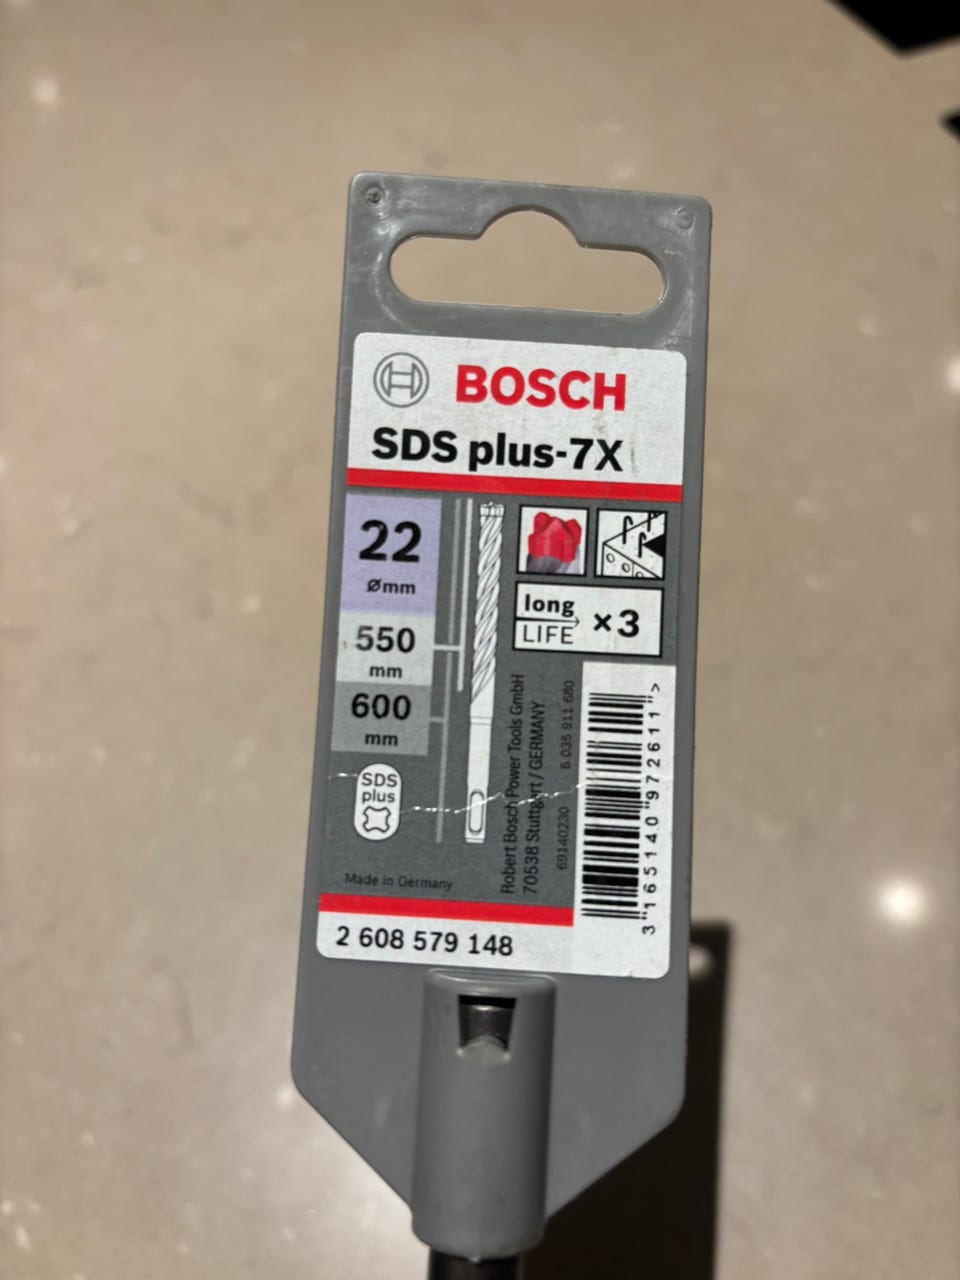 BOSCH
SDS plus-7X
22
Ømm
550
mm
600
mm
SDS
plus
long
LIFE
×3
Robert Bosch Power Tools GmbH
70538 Stuttgart / GERMANY
69140230 6 035 911 680
3 165140 972611 >
Made in Germany
2 608 579 148